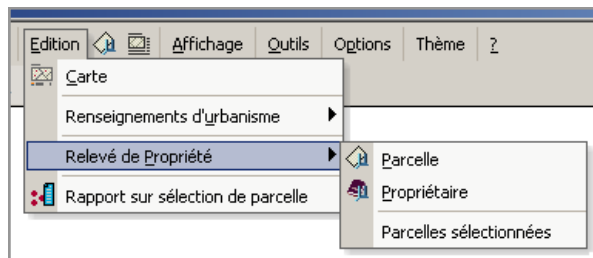 Edition Affichage Outils Options Thème ?
Carte
Renseignements d'urbanisme
Relevé de Propriété
Rapport sur sélection de parcelle
Parcelle
Propriétaire
Parcelles sélectionnées